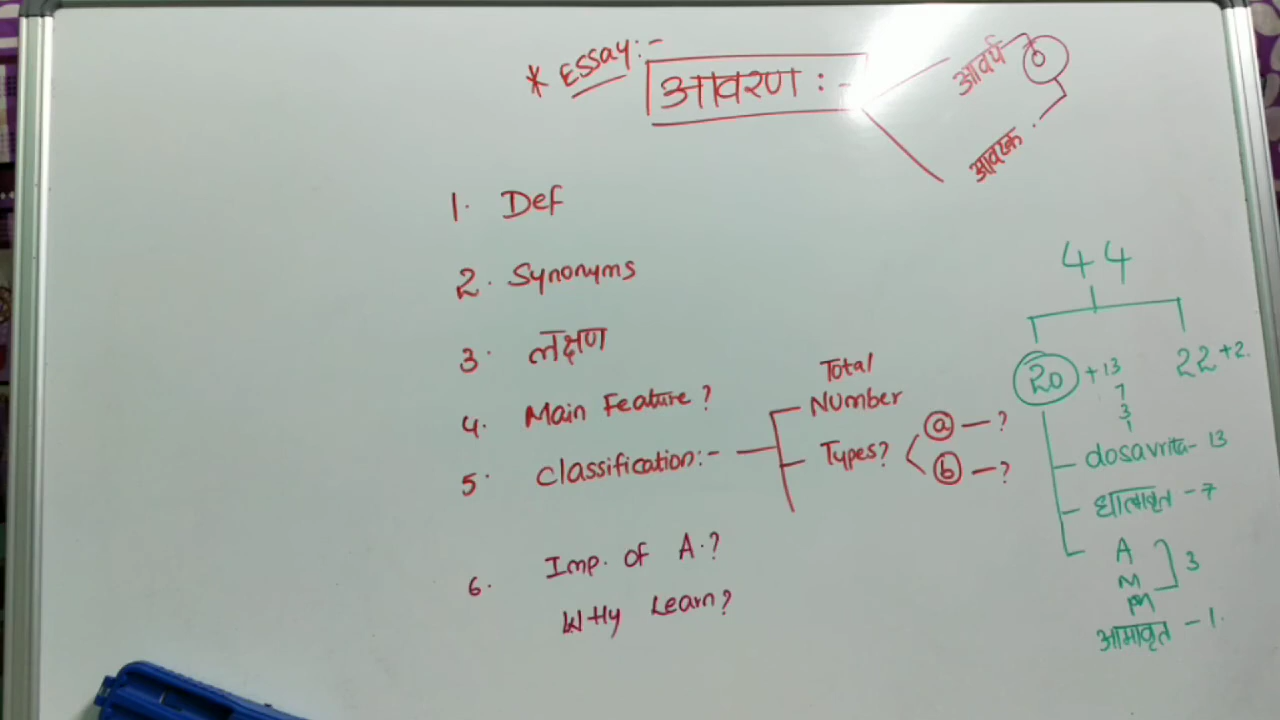 * Essay:-
आवरण :-
आवर्य
आवरक
1. Def
2. Synonyms
3. लक्षण
4. Main Feature ?
5. Classification:-
Total
Number
Types?
a - ?
b - ?
6. Imp. of A.?
Why Learn?
44
20 +13
7
3
1
22 +2.
dosavrita - 13
धात्वावृत - 7
A
M
3
आमावृत - 1.